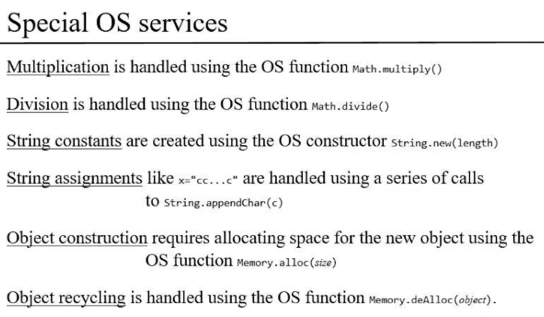 Special OS services
Multiplication is handled using the OS function Math.multiply()
Division is handled using the OS function Math.divide()
String constants are created using the OS constructor String.new(length)
String assignments like x="cc...c" are handled using a series of calls
to String.appendChar(c)
Object construction requires allocating space for the new object using the
OS function Memory.alloc(size)
Object recycling is handled using the OS function Memory.deAlloc(object).